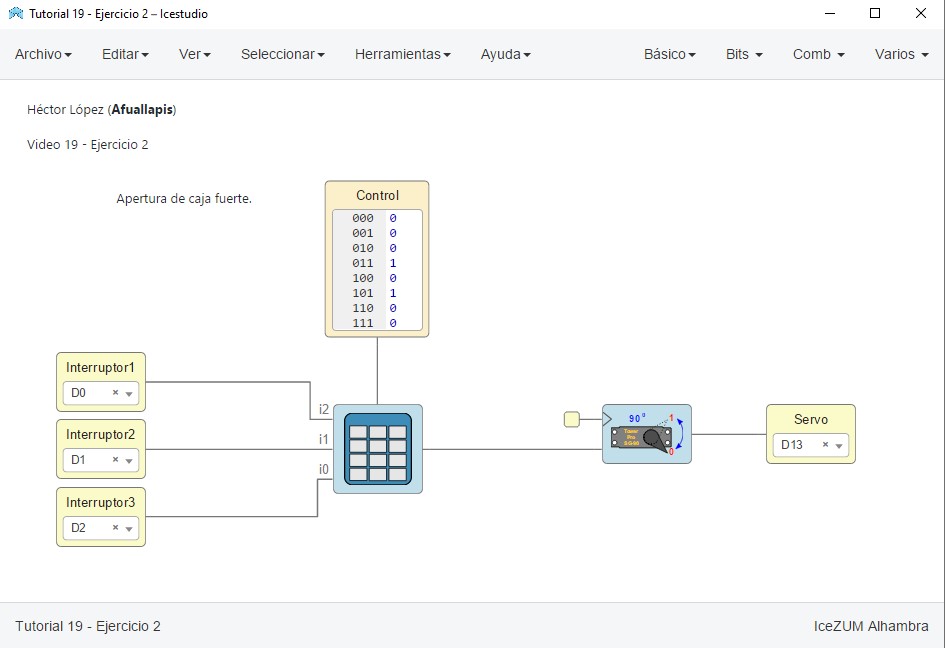 Tutorial 19 - Ejercicio 2 – Icestudio
Archivo Editar Ver Seleccionar Herramientas Ayuda Básico Bits Comb Varios
Héctor López (Afuallapis)
Video 19 - Ejercicio 2
Apertura de caja fuerte.
Control
000 0
001 0
010 0
011 1
100 0
101 1
110 0
111 0
Interruptor1
D0
Interruptor2
D1
Interruptor3
D2
i2
i1
i0
90º
1
0
Servo
D13
Tutorial 19 - Ejercicio 2
IceZUM Alhambra